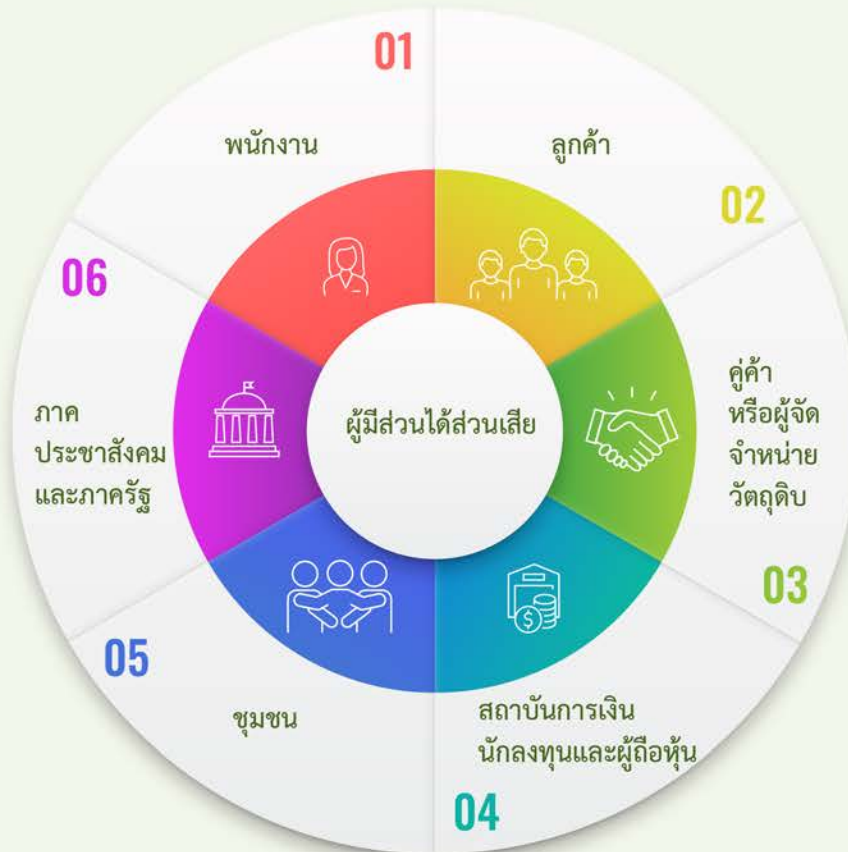 01
พนักงาน
ลูกค้า
02
คู่ค้า
หรือผู้จัด
จำหน่าย
วัตถุดิบ
03
สถาบันการเงิน
นักลงทุนและผู้ถือหุ้น
04
05
ชุมชน
06
ภาค
ประชาสังคม
และภาครัฐ
ผู้มีส่วนได้ส่วนเสีย
$